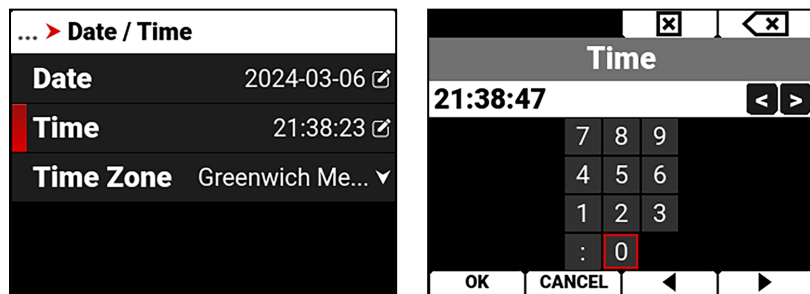 ... > Date / Time
Date 2024-03-06
Time 21:38:23
Time Zone Greenwich Me...
Time
21:38:47 < >
7 8 9
4 5 6
1 2 3
: 0
OK CANCEL